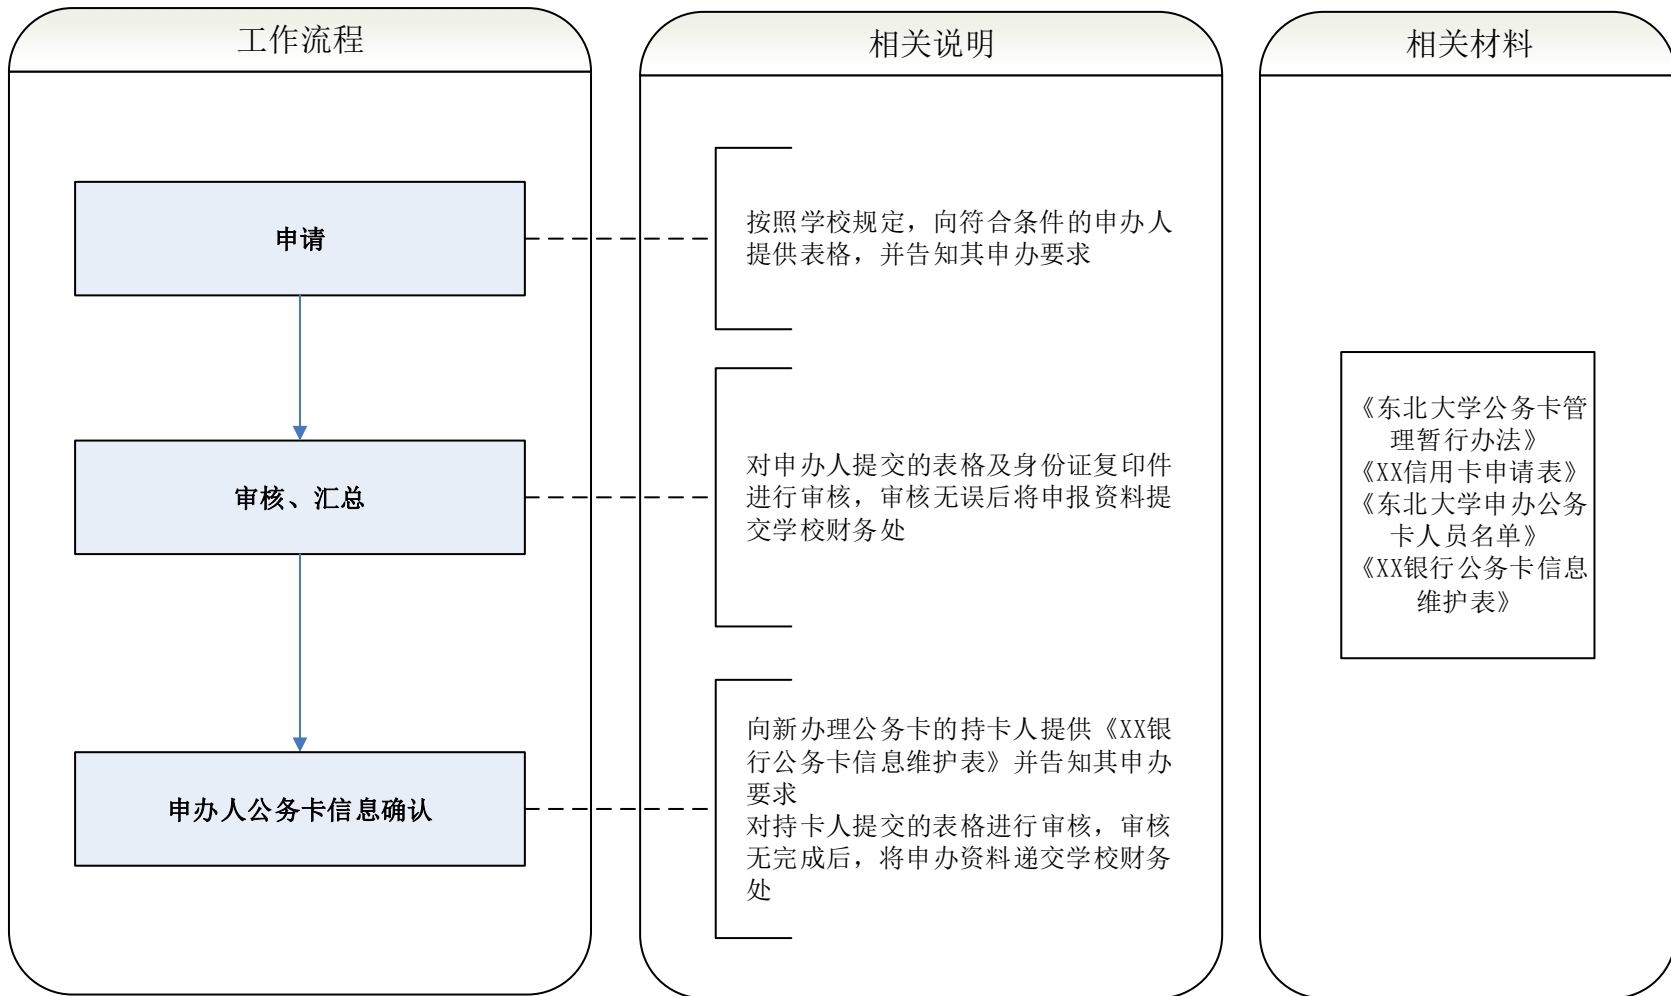 工作流程
相关说明
相关材料
申请
按照学校规定，向符合条件的申办人
提供表格，并告知其申办要求
审核、汇总
对申办人提交的表格及身份证复印件
进行审核，审核无误后将申报资料提
交学校财务处
申办人公务卡信息确认
向新办理公务卡的持卡人提供《XX银
行公务卡信息维护表》并告知其申办
要求
对持卡人提交的表格进行审核，审核
无完成后，将申办资料递交学校财务
处
《东北大学公务卡管
理暂行办法》
《XX信用卡申请表》
《东北大学申办公务
卡人员名单》
《XX银行公务卡信息
维护表》